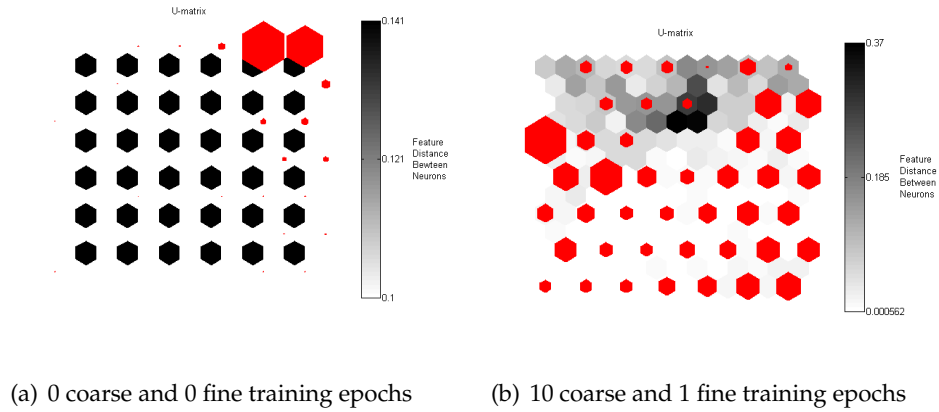 U-matrix
0.141
0.121
0.1
Feature
Distance
Bewteen
Neurons
U-matrix
0.37
0.185
0.000562
Feature
Distance
Between
Neurons
(a) 0 coarse and 0 fine training epochs
(b) 10 coarse and 1 fine training epochs